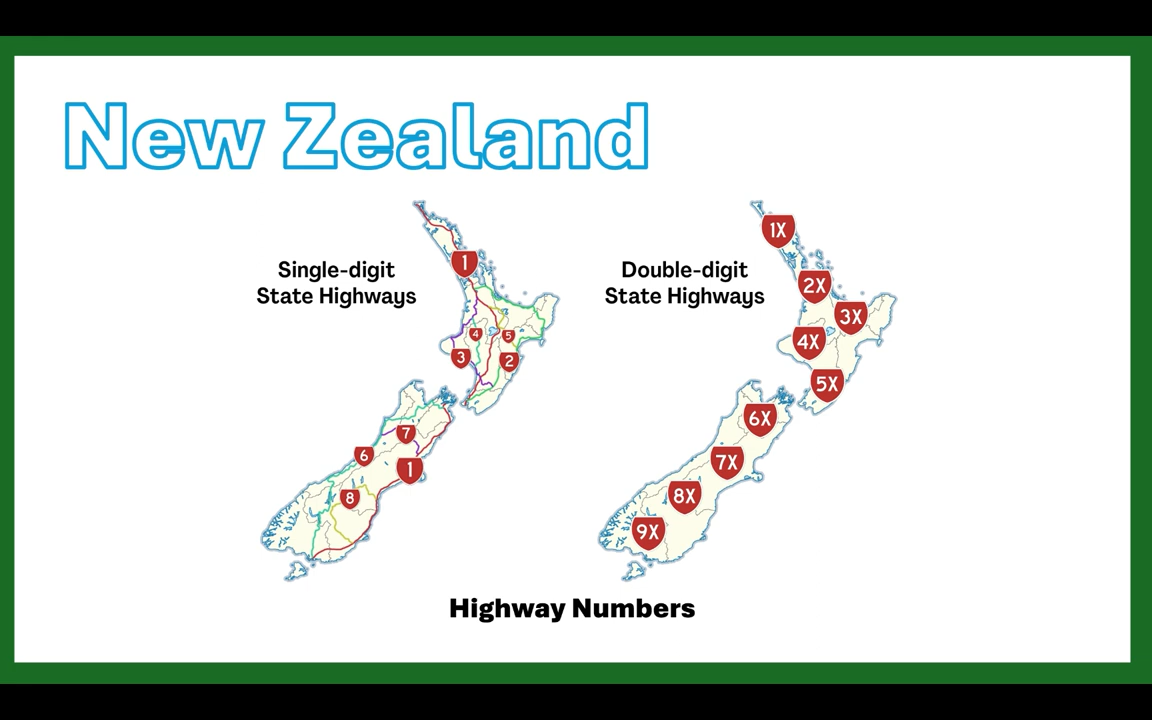 New Zealand
Single-digit
State Highways
1
4
5
3
2
7
6
1
8
Double-digit
State Highways
1X
2X
3X
4X
5X
6X
7X
8X
9X
Highway Numbers